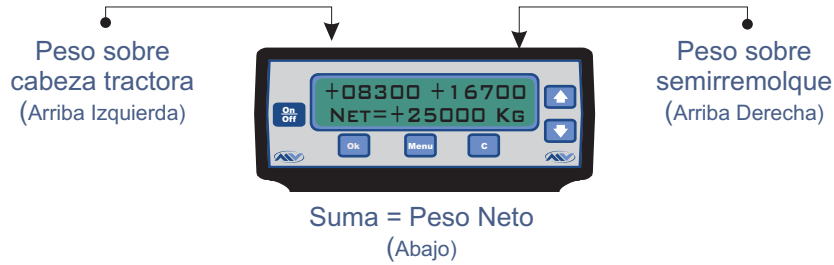 Peso sobre
cabeza tractora
(Arriba Izquierda)
Peso sobre
semirremolque
(Arriba Derecha)
+08300 +16700
NET=+25000 KG
On
Off
Ok
Menu
C
Suma = Peso Neto
(Abajo)